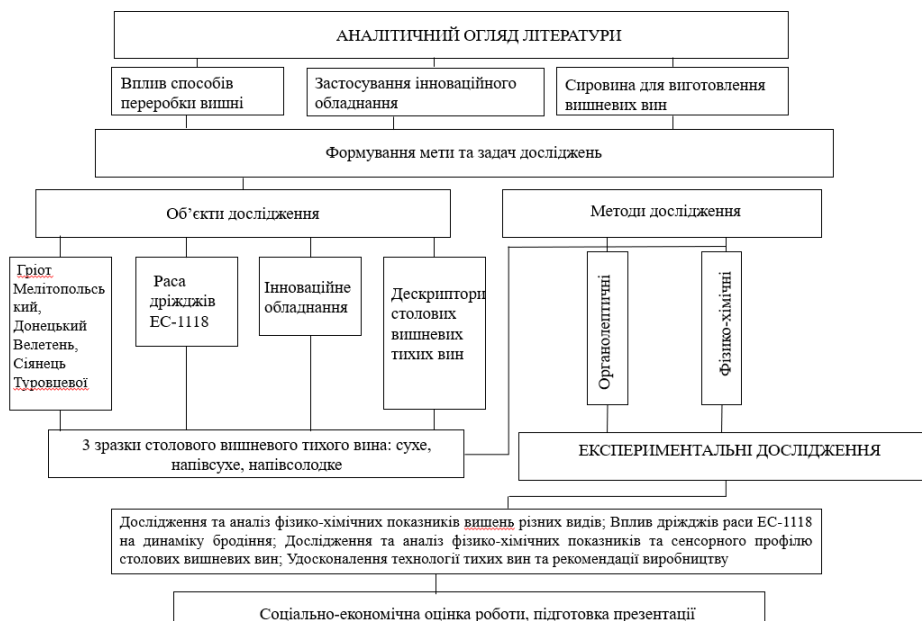 АНАЛІТИЧНИЙ ОГЛЯД ЛІТЕРАТУРИ
Вплив способів
переробки вишні
Застосування інноваційного
обладнання
Сировина для виготовлення
вишневих вин
Формування мети та задач досліджень
Об’єкти дослідження
Методи дослідження
Гріот
Мелітопольсь
кий,
Донецький
Велетень,
Сіянець
Туровцевої
Раса
дріжджів
ЕС-1118
Інноваційне
обладнання
Дескриптори
столових
вишневих
тихих вин
Органолептичні
Фізико-хімічні
3 зразки столового вишневого тихого вина: сухе,
напівсухе, напівсолодке
ЕКСПЕРИМЕНТАЛЬНІ ДОСЛІДЖЕННЯ
Дослідження та аналіз фізико-хімічних показників вишень різних видів; Вплив дріжджів раси ЕС-1118
на динаміку бродіння; Дослідження та аналіз фізико-хімічних показників та сенсорного профілю
столових вишневих вин; Удосконалення технології тихих вин та рекомендації виробництву
Соціально-економічна оцінка роботи, підготовка презентації